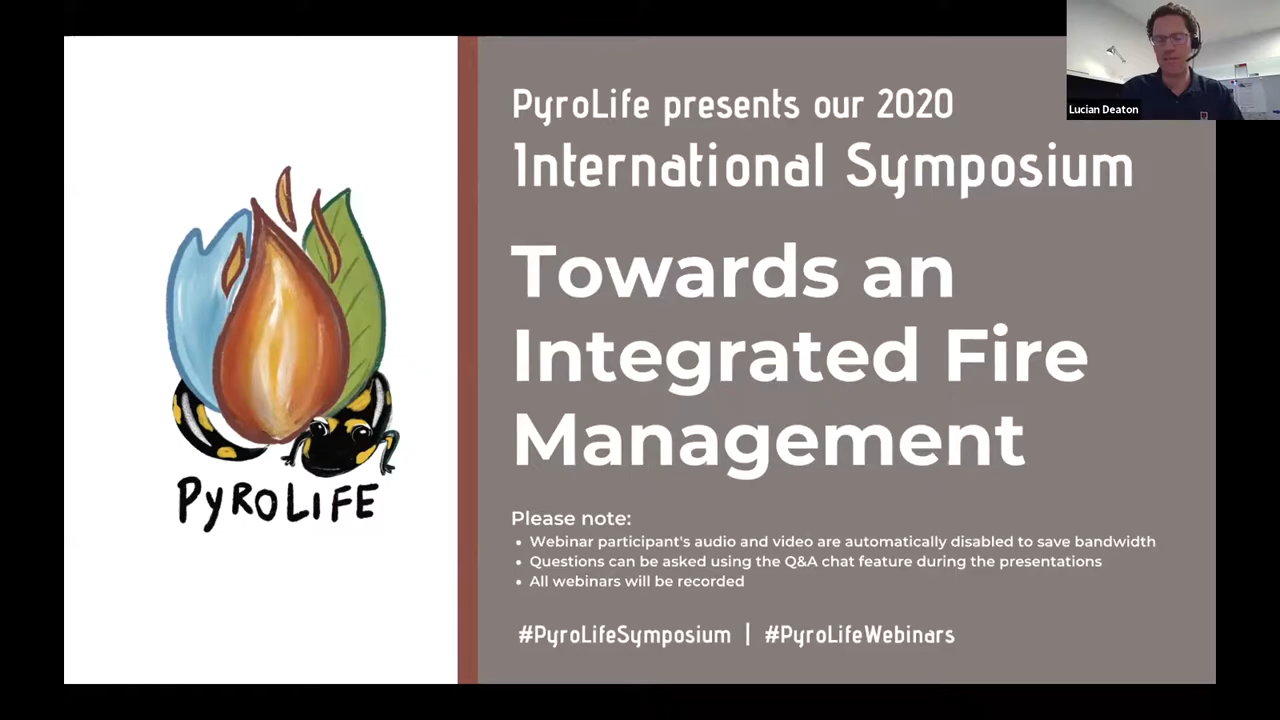 Lucian Deaton
PyroLife presents our 2020
International Symposium
Towards an
Integrated Fire
Management
PYROLIFE
Please note:
• Webinar participant's audio and video are automatically disabled to save bandwidth
• Questions can be asked using the Q&A chat feature during the presentations
• All webinars will be recorded
#PyroLifeSymposium | #PyroLifeWebinars